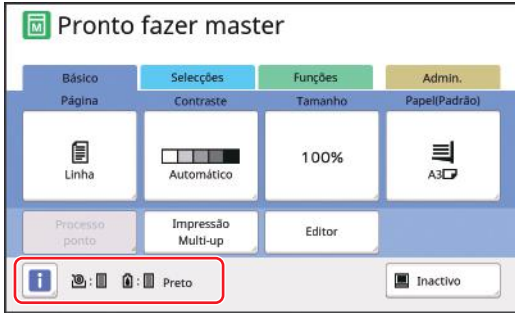 M Pronto fazer master
Básico Selecções Funções Admin.
Página Contraste Tamanho Papel(Padrão)
100%
Linha Automático A3
Processo ponto
Impressão Multi-up
Editor
i : : Preto Inactivo